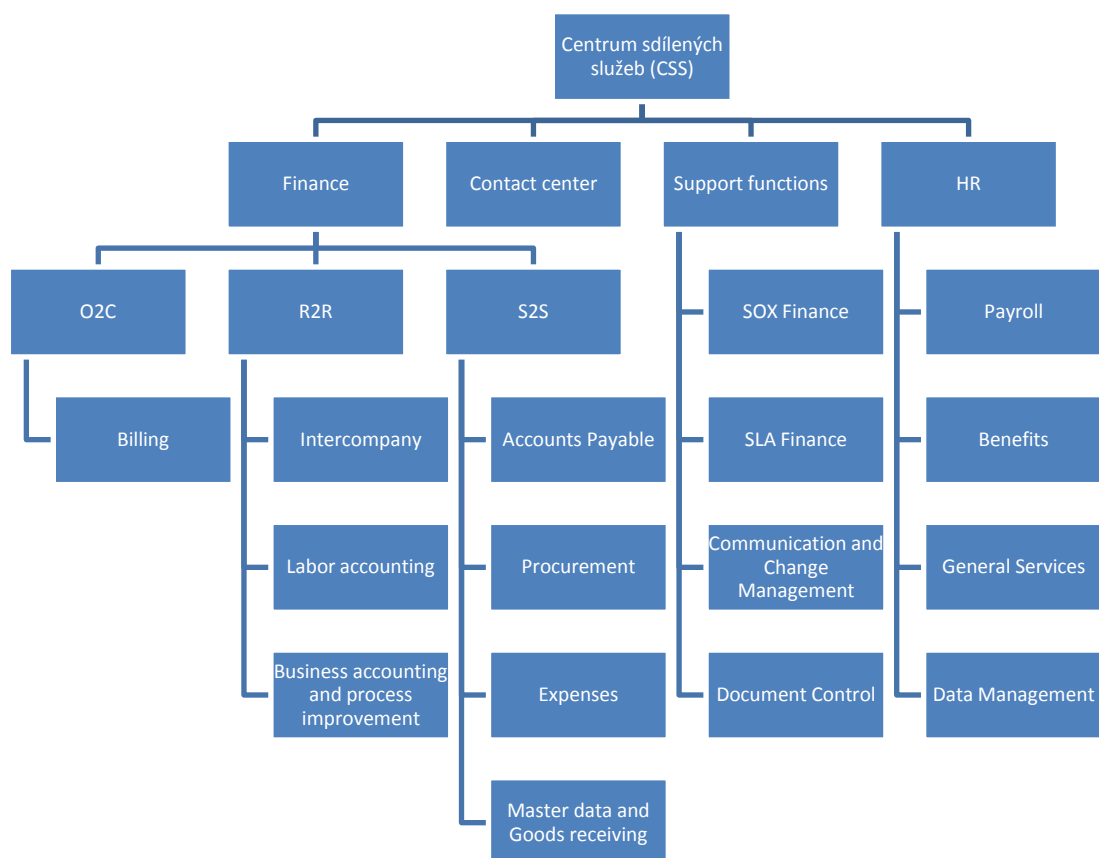 Centrum sdílených
služeb (CSS)
Finance
Contact center
Support functions
HR
O2C
R2R
S2S
SOX Finance
Payroll
Billing
Intercompany
Accounts Payable
SLA Finance
Benefits
Labor accounting
Procurement
Communication and
Change
Management
General Services
Business accounting
and process
improvement
Expenses
Document Control
Data Management
Master data and
Goods receiving